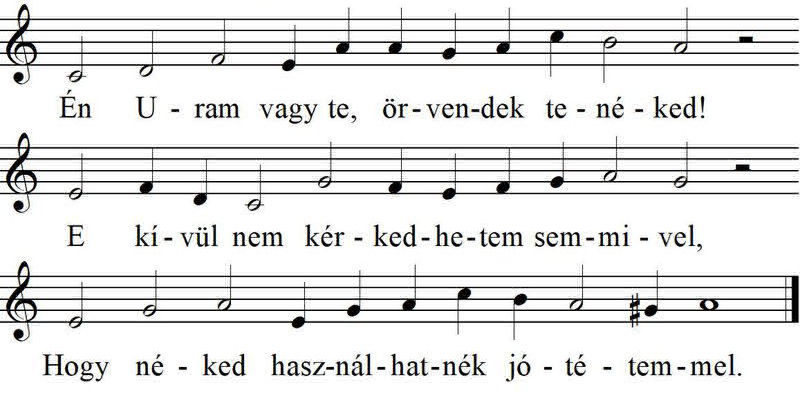 Én U - ram vagy te, ör - ven - dek te - né - ked!
E kí - vül nem kér - ked - he - tem sem - mi - vel,
Hogy né - ked hasz - nál - hat - nék jó - té - tem - mel.